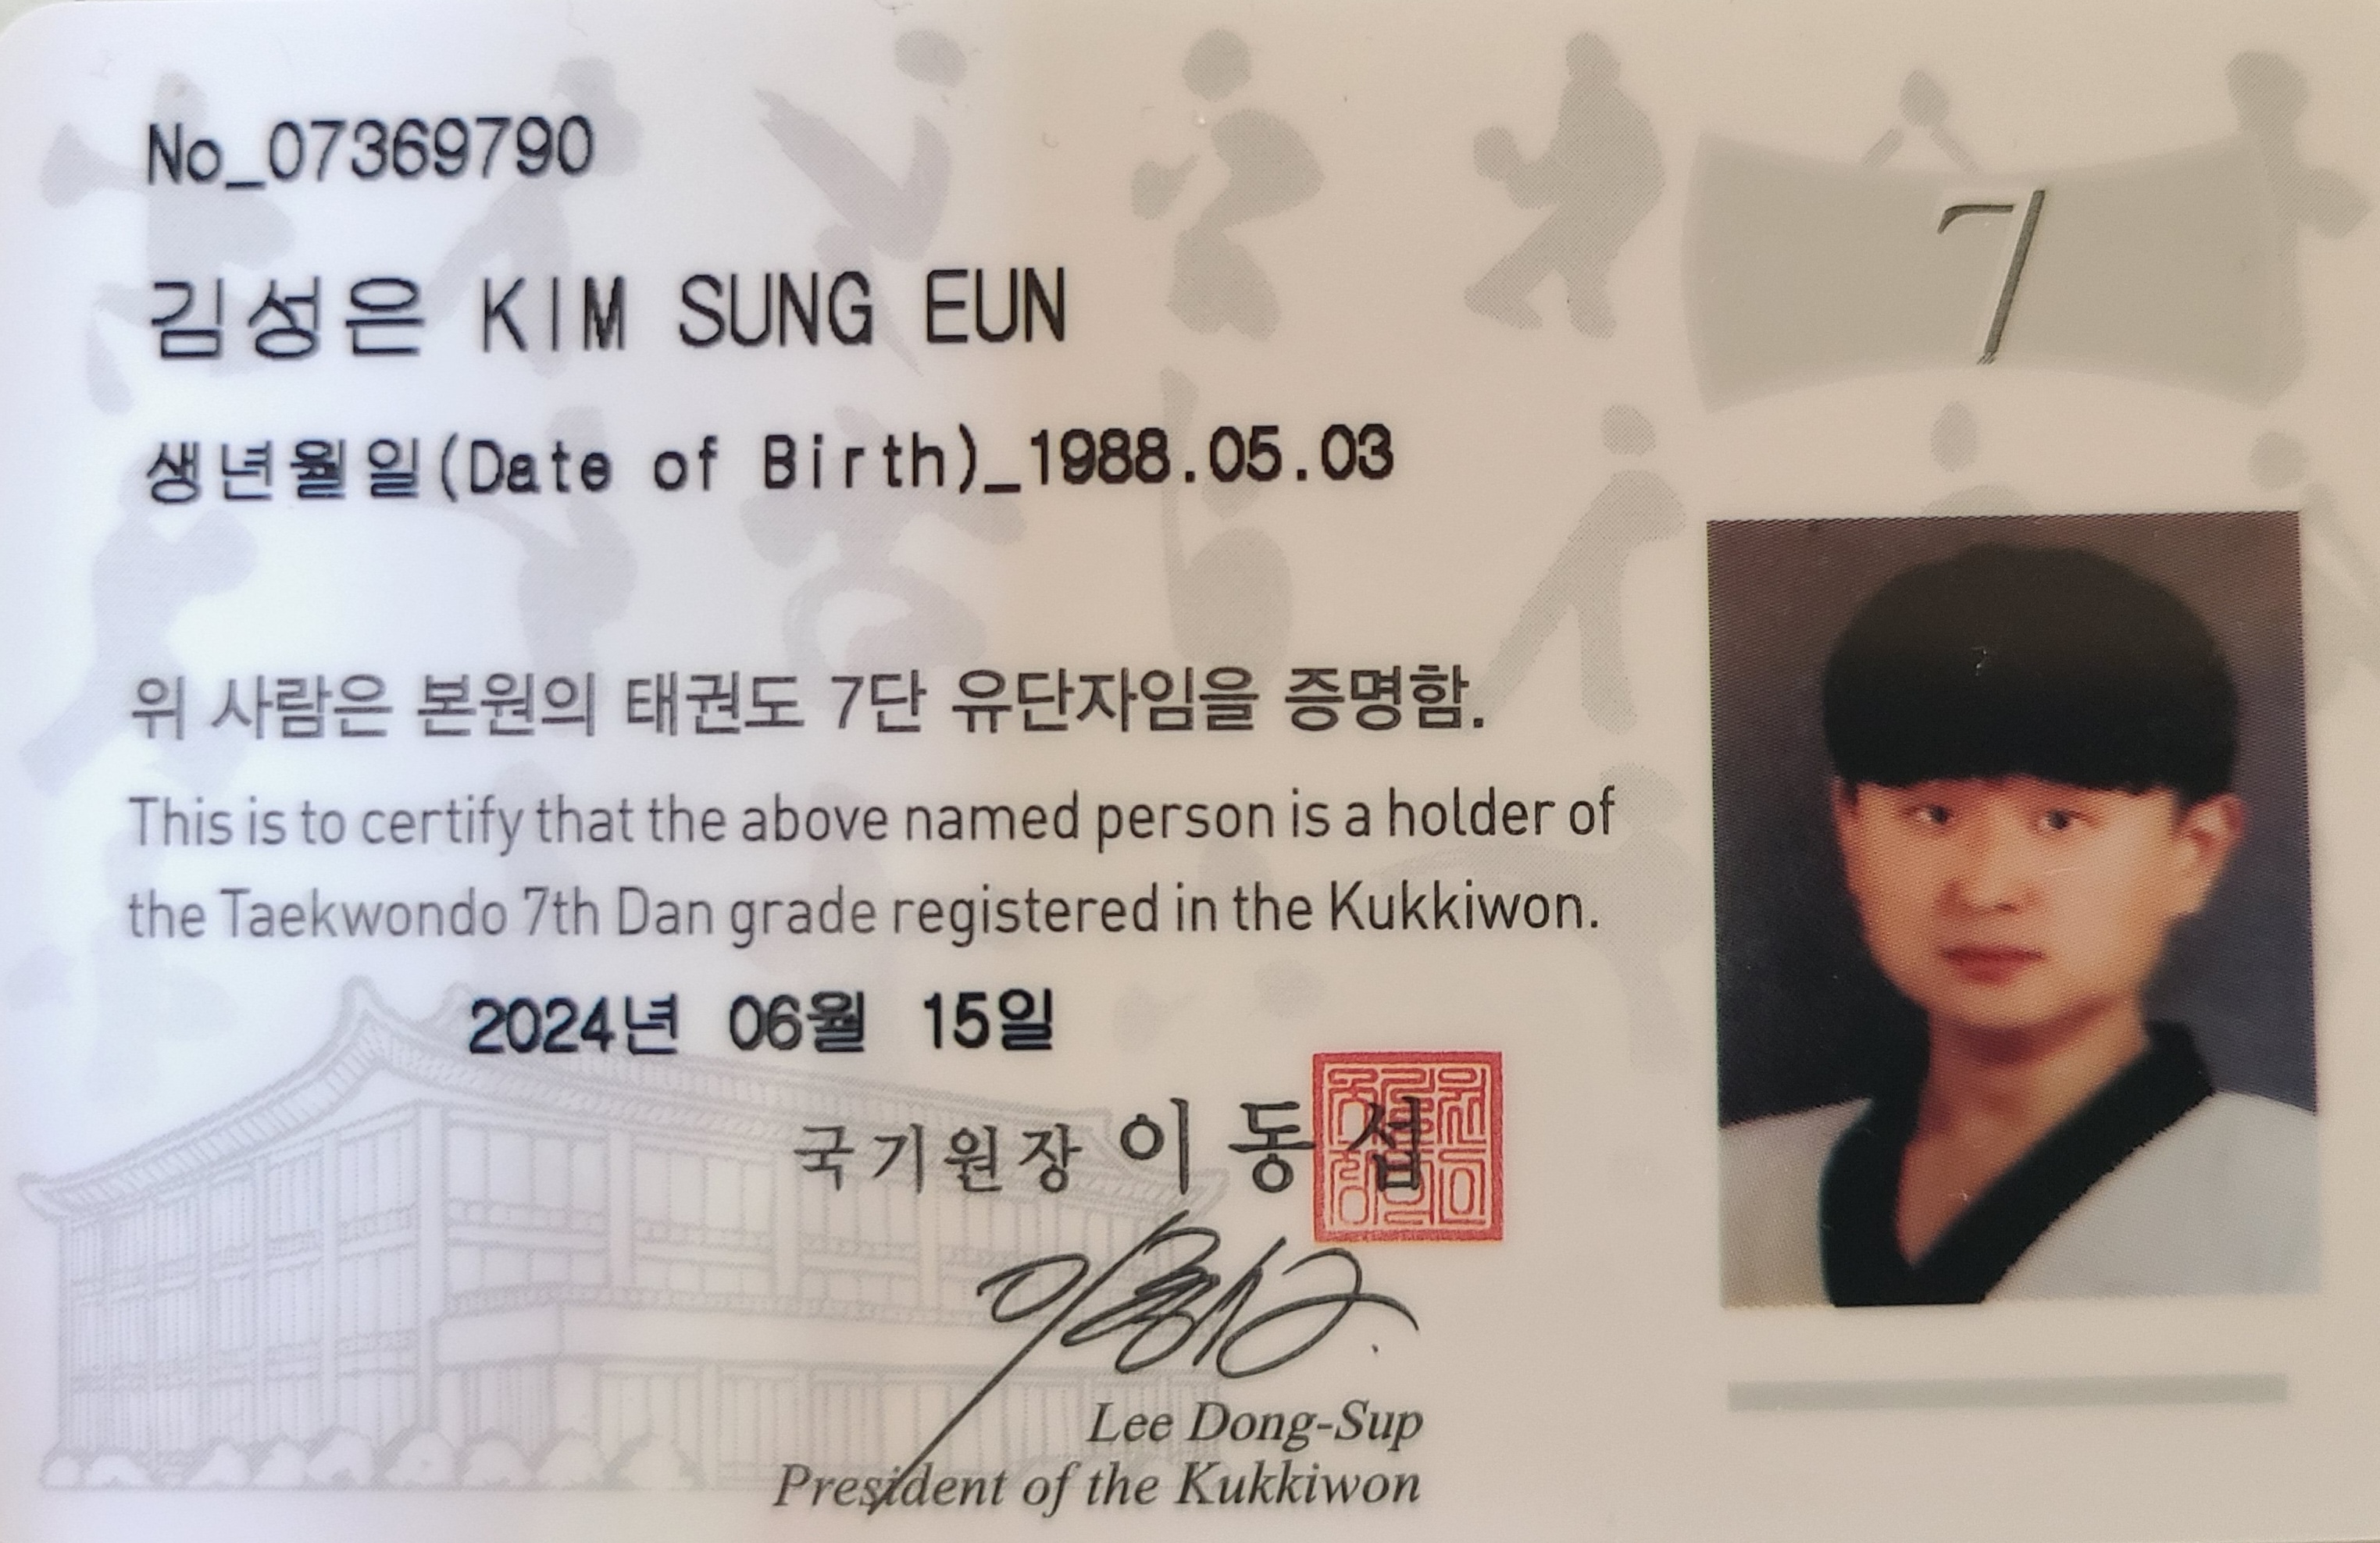 No_07369790
7
김성은 KIM SUNG EUN
생년월일(Date of Birth)_1988.05.03
위 사람은 본원의 태권도 7단 유단자임을 증명함.
This is to certify that the above named person is a holder of
the Taekwondo 7th Dan grade registered in the Kukkiwon.
2024년 06월 15일
국기원장 이동섭
Lee Dong-Sup
President of the Kukkiwon